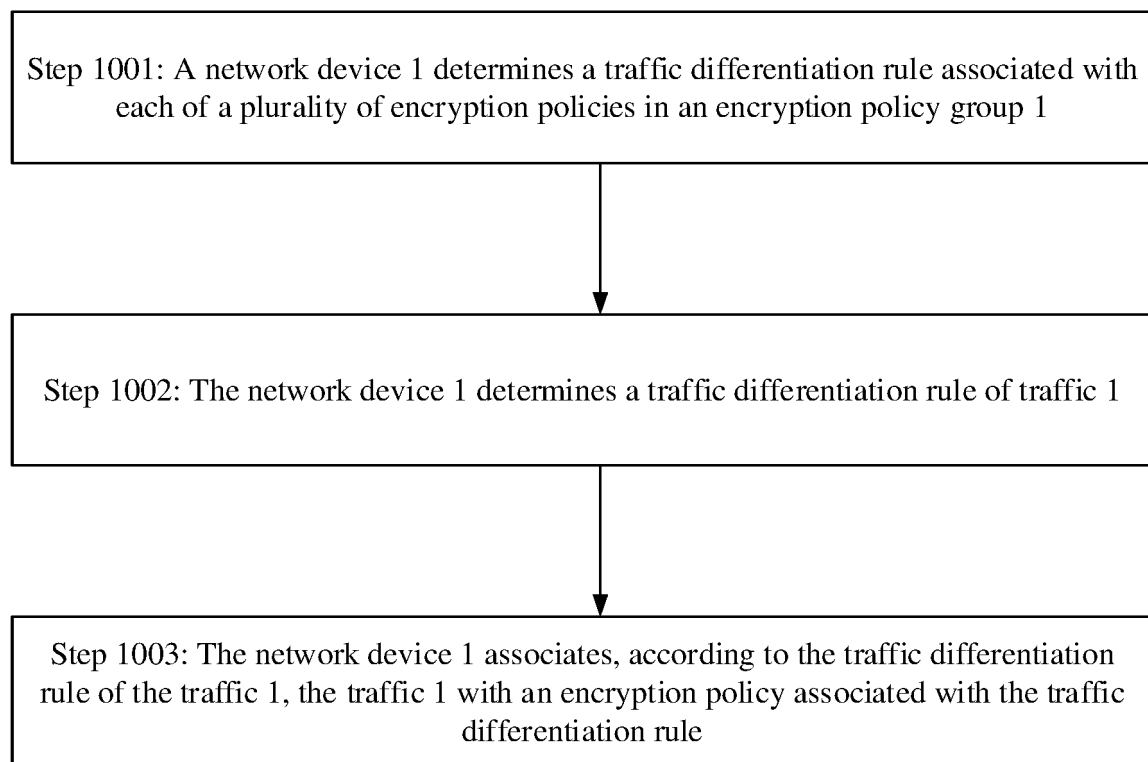 Step 1001: A network device 1 determines a traffic differentiation rule associated with
each of a plurality of encryption policies in an encryption policy group 1
Step 1002: The network device 1 determines a traffic differentiation rule of traffic 1
Step 1003: The network device 1 associates, according to the traffic differentiation
rule of the traffic 1, the traffic 1 with an encryption policy associated with the traffic
differentiation rule